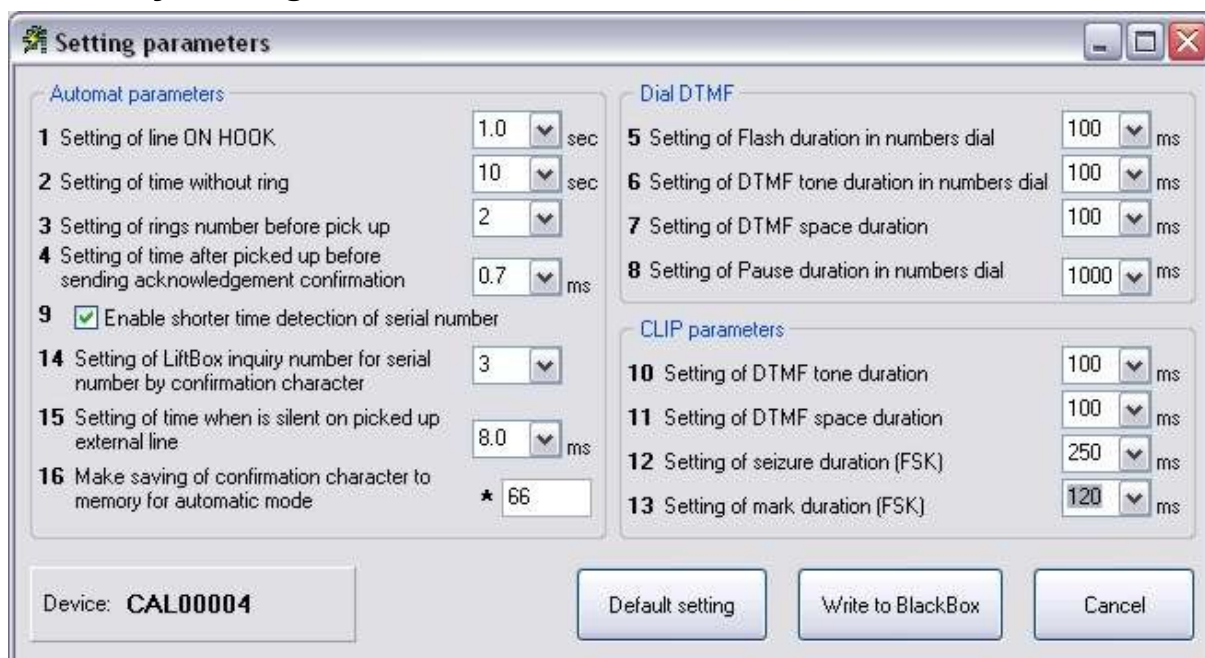 Setting parameters
Automat parameters
1 Setting of line ON HOOK 1.0 sec
2 Setting of time without ring 10 sec
3 Setting of rings number before pick up 2
4 Setting of time after picked up before
sending acknowledgement confirmation 0.7 ms
9 Enable shorter time detection of serial number
14 Setting of LiftBox inquiry number for serial
number by confirmation character 3
15 Setting of time when is silent on picked up
external line 8.0 ms
16 Make saving of confirmation character to
memory for automatic mode * 66
Dial DTMF
5 Setting of Flash duration in numbers dial 100 ms
6 Setting of DTMF tone duration in numbers dial 100 ms
7 Setting of DTMF space duration 100 ms
8 Setting of Pause duration in numbers dial 1000 ms
CLIP parameters
10 Setting of DTMF tone duration 100 ms
11 Setting of DTMF space duration 100 ms
12 Setting of seizure duration (FSK) 250 ms
13 Setting of mark duration (FSK) 120 ms
Device: CAL00004
Default setting
Write to BlackBox
Cancel